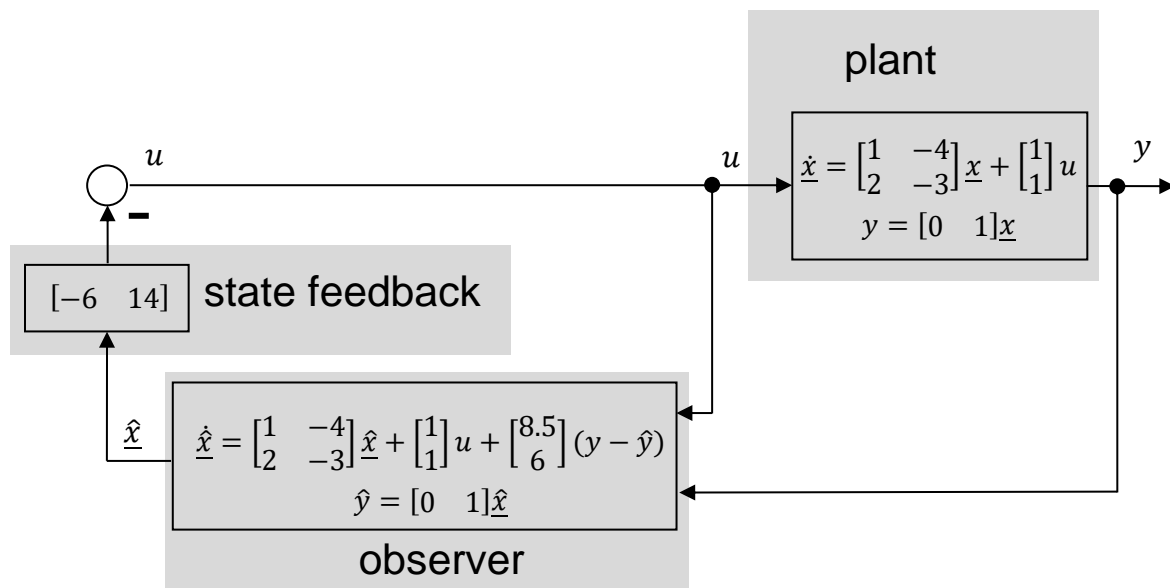 plant
u
u
ẋ = [1 -4; 2 -3] x + [1; 1] u
y
y = [0 1]x
−
[−6 14]
state feedback
x̂
x̂̇ = [1 -4; 2 -3] x̂ + [1; 1] u + [8.5; 6] (y − ŷ)
ŷ = [0 1]x̂
observer